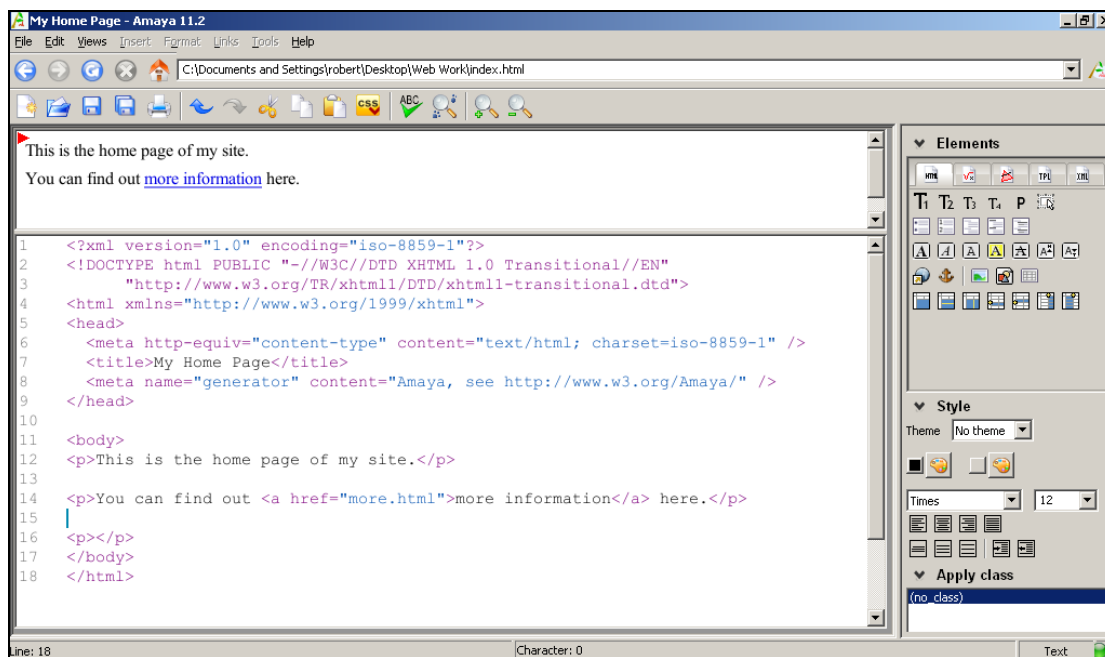 My Home Page - Amaya 11.2
File Edit Views Insert Format Links Tools Help
C:\Documents and Settings\robert\Desktop\Web Work\index.html
CSS ABC
This is the home page of my site.
You can find out more information here.
Elements
HTML TPL XML
T1 T2 T3 T4 P
1 <?xml version="1.0" encoding="iso-8859-1"?>
2 <!DOCTYPE html PUBLIC "-//W3C//DTD XHTML 1.0 Transitional//EN"
3 "http://www.w3.org/TR/xhtml1/DTD/xhtml1-transitional.dtd">
4 <html xmlns="http://www.w3.org/1999/xhtml">
5 <head>
6 <meta http-equiv="content-type" content="text/html; charset=iso-8859-1" />
7 <title>My Home Page</title>
8 <meta name="generator" content="Amaya, see http://www.w3.org/Amaya/" />
9 </head>
10
11 <body>
12 <p>This is the home page of my site.</p>
13
14 <p>You can find out <a href="more.html">more information</a> here.</p>
15
16 <p></p>
17 </body>
18 </html>
Style
Theme No theme
Times 12
Apply class
(no_class)
Line: 18 Character: 0 Text